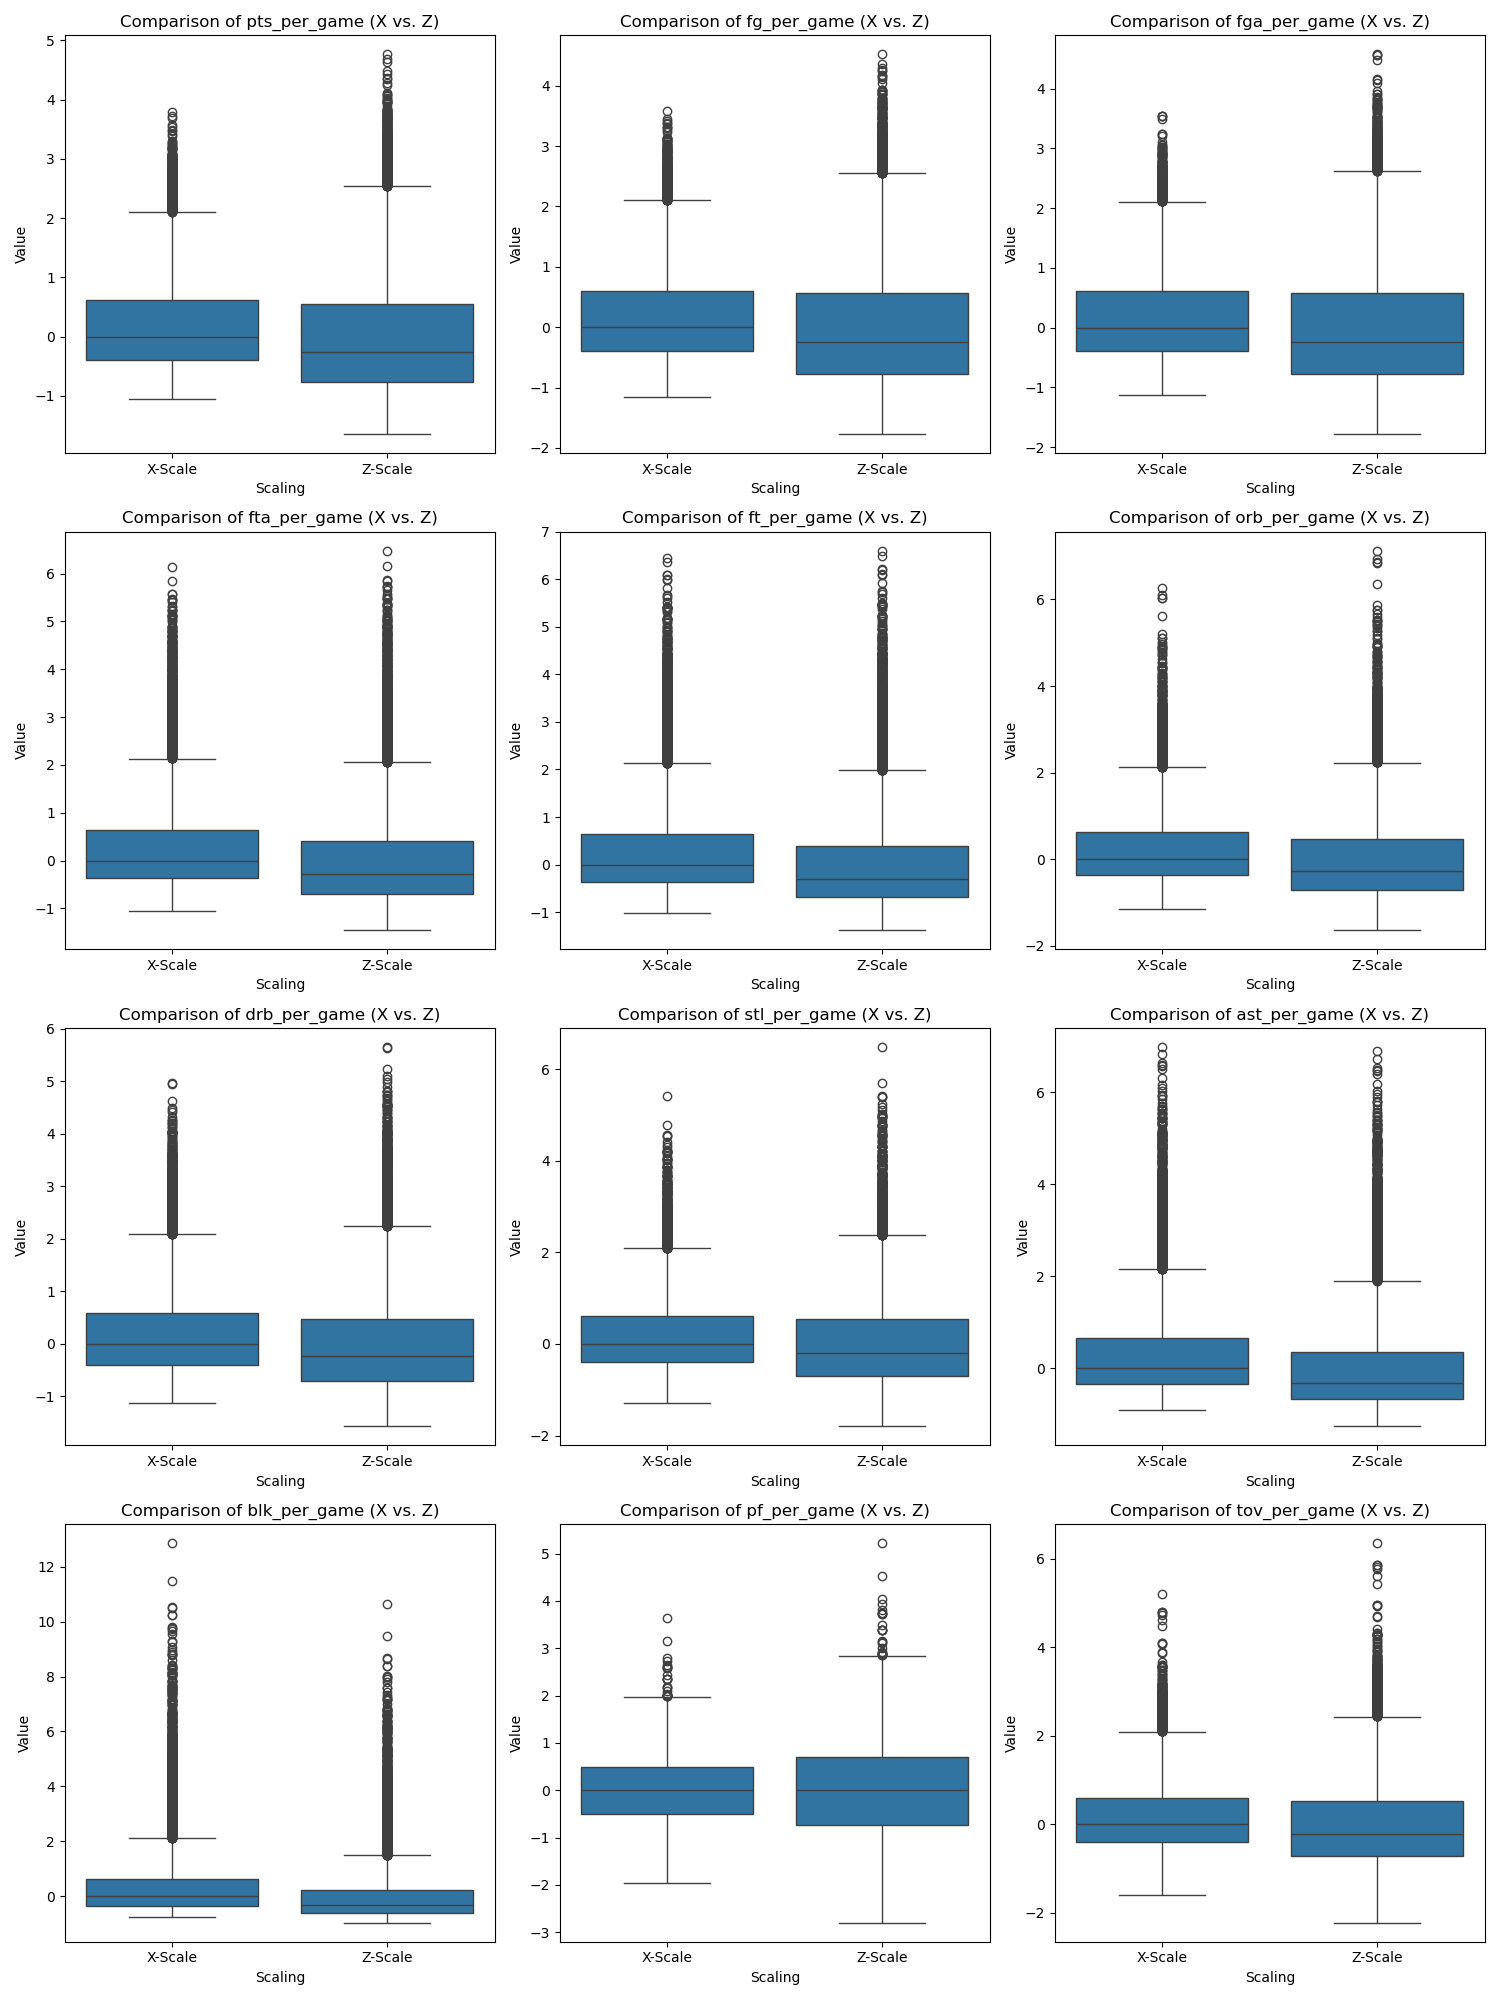 Comparison of pts_per_game (X vs. Z)
Value
5
4
3
2
1
0
−1
X-Scale
Z-Scale
Scaling
Comparison of fg_per_game (X vs. Z)
Value
4
3
2
1
0
−1
−2
X-Scale
Z-Scale
Scaling
Comparison of fga_per_game (X vs. Z)
Value
4
3
2
1
0
−1
−2
X-Scale
Z-Scale
Scaling
Comparison of fta_per_game (X vs. Z)
Value
6
5
4
3
2
1
0
−1
X-Scale
Z-Scale
Scaling
Comparison of ft_per_game (X vs. Z)
Value
7
6
5
4
3
2
1
0
−1
X-Scale
Z-Scale
Scaling
Comparison of orb_per_game (X vs. Z)
Value
6
4
2
0
−2
X-Scale
Z-Scale
Scaling
Comparison of drb_per_game (X vs. Z)
Value
6
5
4
3
2
1
0
−1
X-Scale
Z-Scale
Scaling
Comparison of stl_per_game (X vs. Z)
Value
6
4
2
0
−2
X-Scale
Z-Scale
Scaling
Comparison of ast_per_game (X vs. Z)
Value
6
4
2
0
X-Scale
Z-Scale
Scaling
Comparison of blk_per_game (X vs. Z)
Value
12
10
8
6
4
2
0
X-Scale
Z-Scale
Scaling
Comparison of pf_per_game (X vs. Z)
Value
5
4
3
2
1
0
−1
−2
−3
X-Scale
Z-Scale
Scaling
Comparison of tov_per_game (X vs. Z)
Value
6
4
2
0
−2
X-Scale
Z-Scale
Scaling